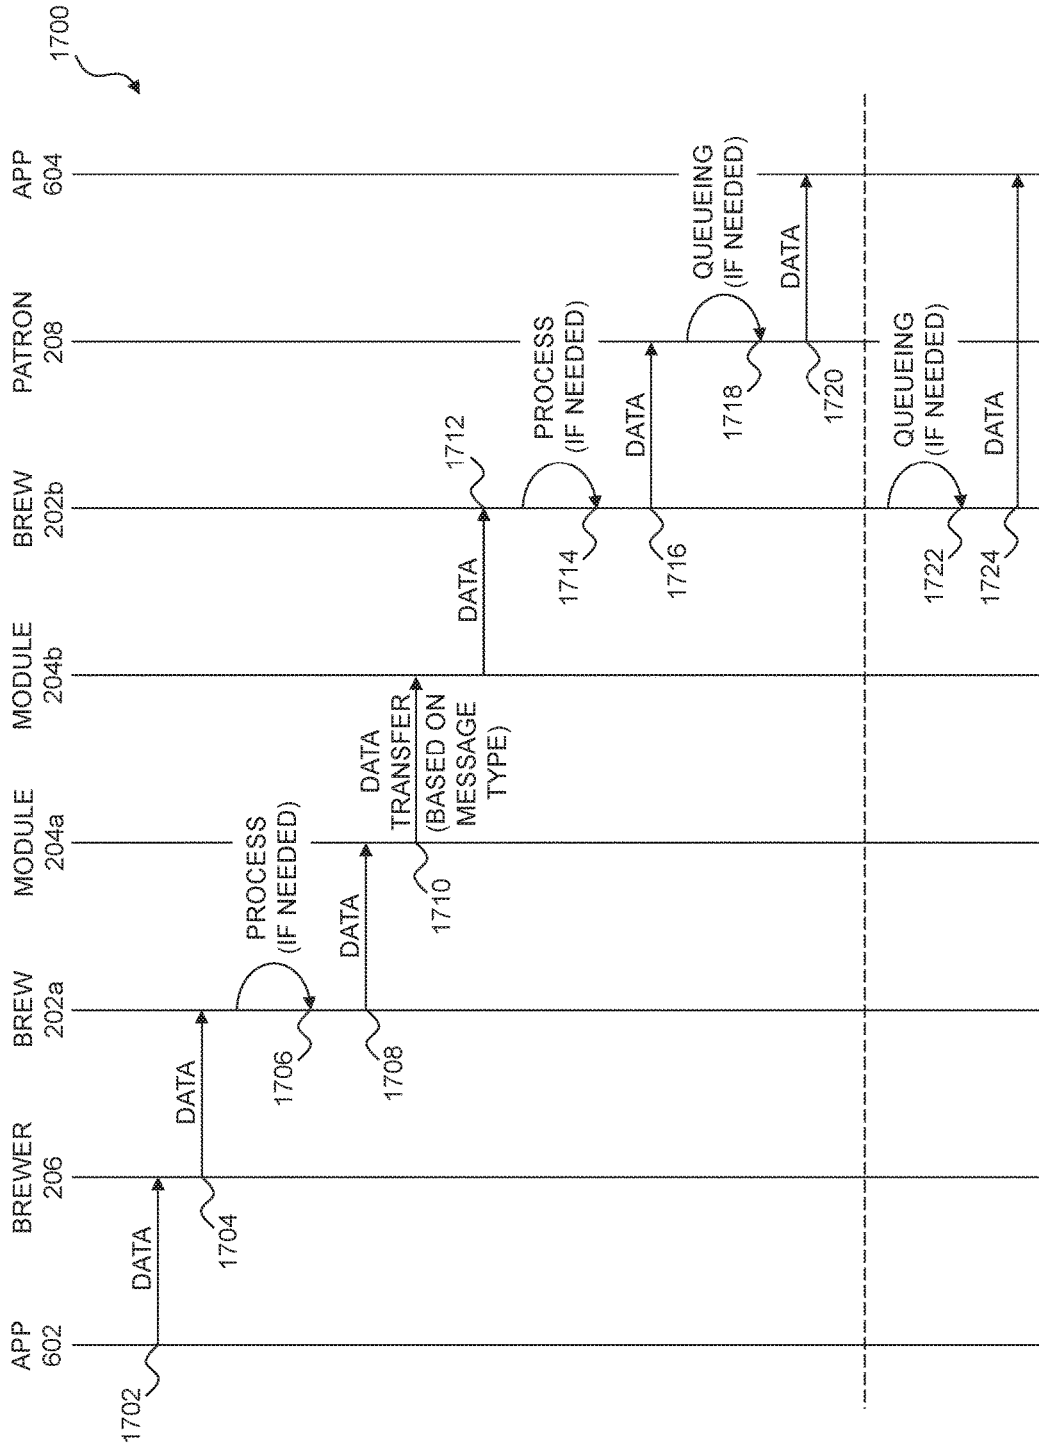 1700
APP
602
BREWER
206
BREW
202a
MODULE
204a
MODULE
204b
BREW
202b
PATRON
208
APP
604
1702
DATA
1704
DATA
PROCESS
(IF NEEDED)
1706
1708
DATA
1710
DATA
TRANSFER
(BASED ON
MESSAGE
TYPE)
DATA
1712
PROCESS
(IF NEEDED)
1714
1716
DATA
QUEUEING
(IF NEEDED)
1718
1720
DATA
QUEUEING
(IF NEEDED)
1722
1724
DATA